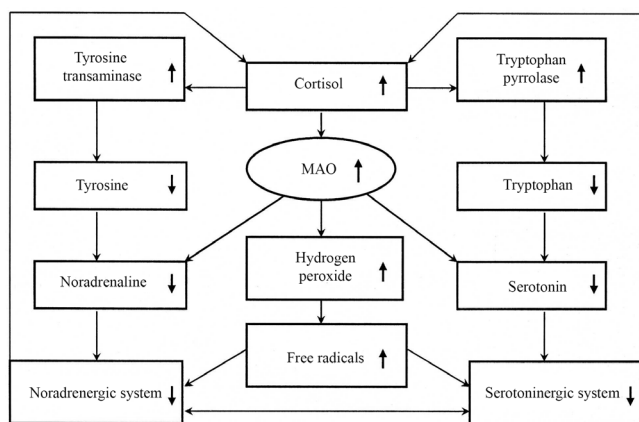 Tyrosine
transaminase
Cortisol
Tryptophan
pyrrolase
MAO
Tyrosine
Tryptophan
Noradrenaline
Hydrogen
peroxide
Serotonin
Free radicals
Noradrenergic system
Serotoninergic system